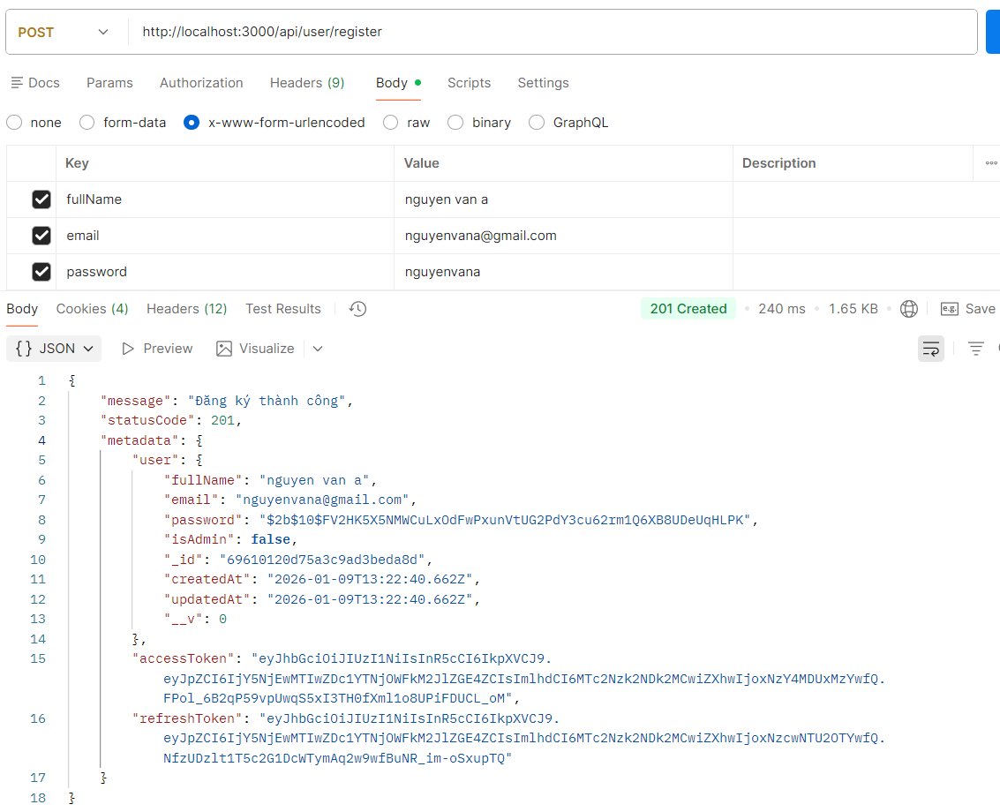 POST http://localhost:3000/api/user/register
Docs Params Authorization Headers (9) Body Scripts Settings
none form-data x-www-form-urlencoded raw binary GraphQL
Key Value Description
fullName nguyen van a
email nguyenvana@gmail.com
password nguyenvana
Body Cookies (4) Headers (12) Test Results 201 Created • 240 ms • 1.65 KB • e.g. Save
{} JSON Preview Visualize
1 {
2 "message": "Đăng ký thành công",
3 "statusCode": 201,
4 "metadata": {
5 "user": {
6 "fullName": "nguyen van a",
7 "email": "nguyenvana@gmail.com",
8 "password": "$2b$10$FV2HK5X5NMWCuLxOdFwPxunVtUG2PdY3cu62rm1Q6XB8UDeUqHLPK",
9 "isAdmin": false,
10 "_id": "69610120d75a3c9ad3beda8d",
11 "createdAt": "2026-01-09T13:22:40.662Z",
12 "updatedAt": "2026-01-09T13:22:40.662Z",
13 "__v": 0
14 },
15 "accessToken": "eyJhbGciOiJIUzI1NiIsInR5cCI6IkpXVCJ9.
eyJpZCI6IjY5NjEwMTIwZDc1YTNjOWFkM2JlZGE4ZCIsImlhdCI6MTc2Nzk2NDk2MCwiZXhwIjoxNzY4MDUxMzYwfQ.
FPol_6B2qP59vpUwqS5xI3TH0fXml1o8UPiFDUCL_oM",
16 "refreshToken": "eyJhbGciOiJIUzI1NiIsInR5cCI6IkpXVCJ9.
eyJpZCI6IjY5NjEwMTIwZDc1YTNjOWFkM2JlZGE4ZCIsImlhdCI6MTc2Nzk2NDk2MCwiZXhwIjoxNzcwNTU2OTYwfQ.
NfzUDzlt1T5c2G1DcWTymAq2w9wfBuNR_im-oSxupTQ"
17 }
18 }